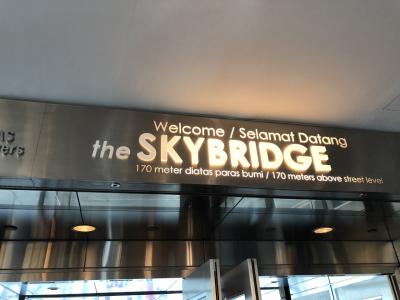 Welcome / Selamat Datang
the SKYBRIDGE
170 meter diatas paras bumi / 170 meters above street level